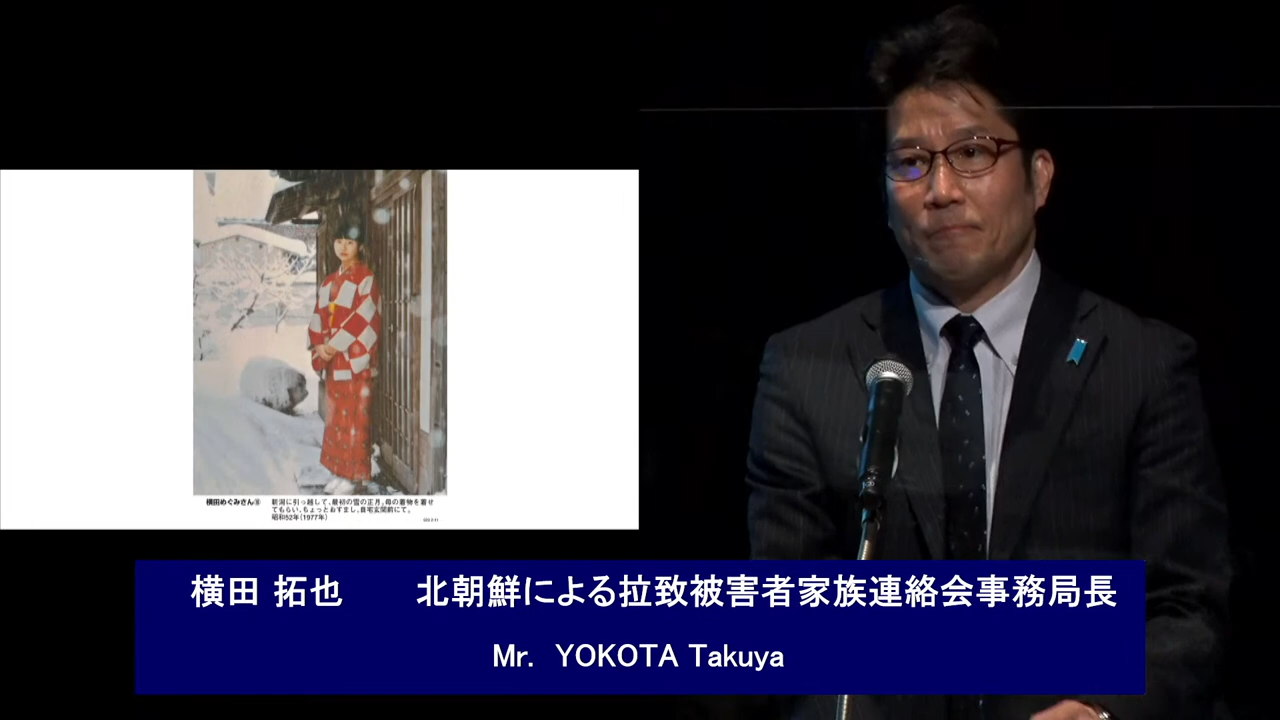 横田めぐみさん⑯ 新潟に引っ越して、最初の雪の正月。母の着物を着せ
てもらい、ちょっとおすまし。自宅玄関前にて。
昭和52年(1977年)
横田 拓也 北朝鮮による拉致被害者家族連絡会事務局長
Mr. YOKOTA Takuya